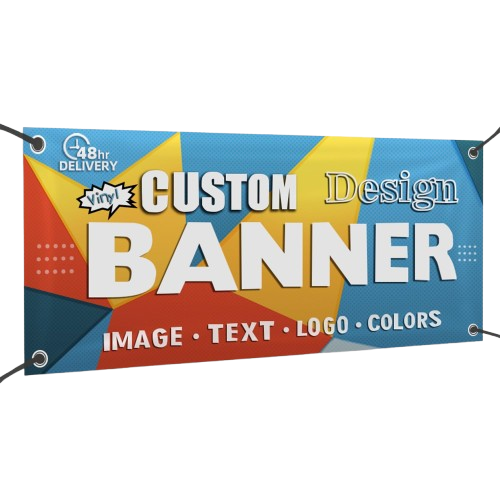 48hr
DELIVERY
Vinyl
CUSTOM Design
BANNER
IMAGE • TEXT • LOGO • COLORS